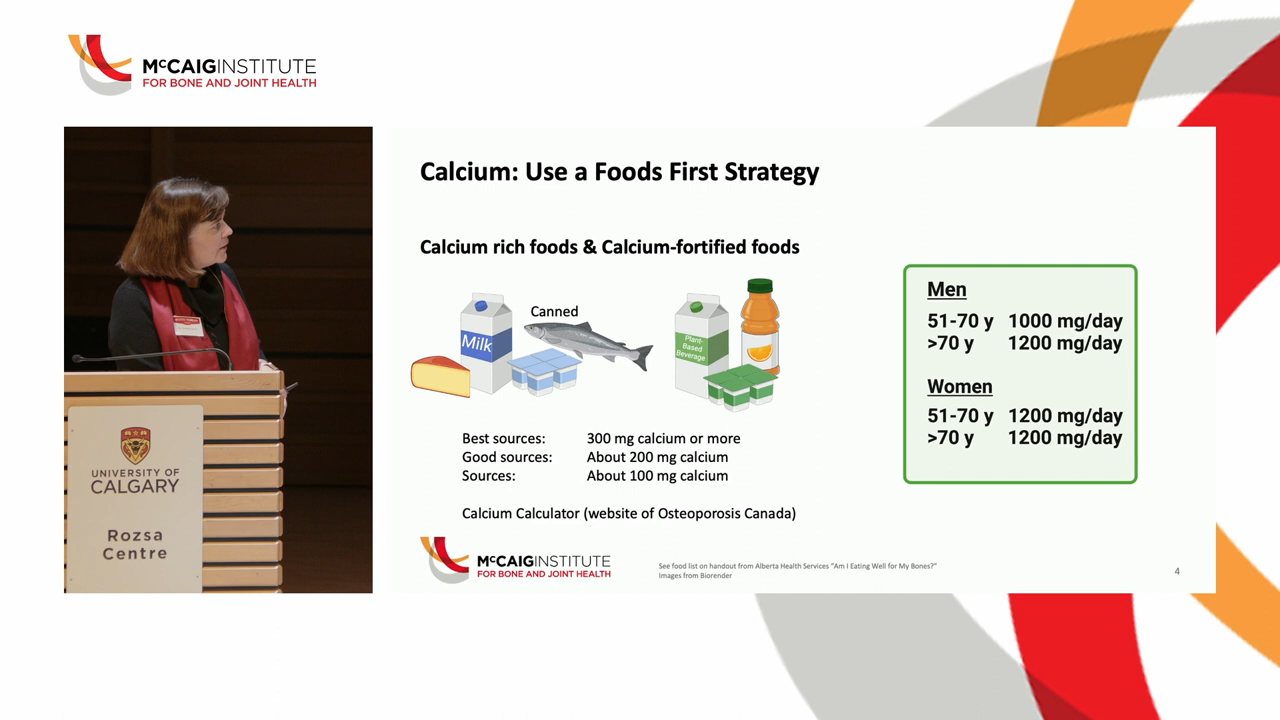 McCAIGINSTITUTE
FOR BONE AND JOINT HEALTH
UNIVERSITY OF
CALGARY
Rozsa
Centre
Calcium: Use a Foods First Strategy
Calcium rich foods & Calcium-fortified foods
Canned
Milk
Plant-
Based
Beverage
Best sources: 300 mg calcium or more
Good sources: About 200 mg calcium
Sources: About 100 mg calcium
Calcium Calculator (website of Osteoporosis Canada)
Men
51-70 y 1000 mg/day
>70 y 1200 mg/day
Women
51-70 y 1200 mg/day
>70 y 1200 mg/day
McCAIGINSTITUTE
FOR BONE AND JOINT HEALTH
See food list on handout from Alberta Health Services "Am I Eating Well for My Bones?"
Images from Biorender
4